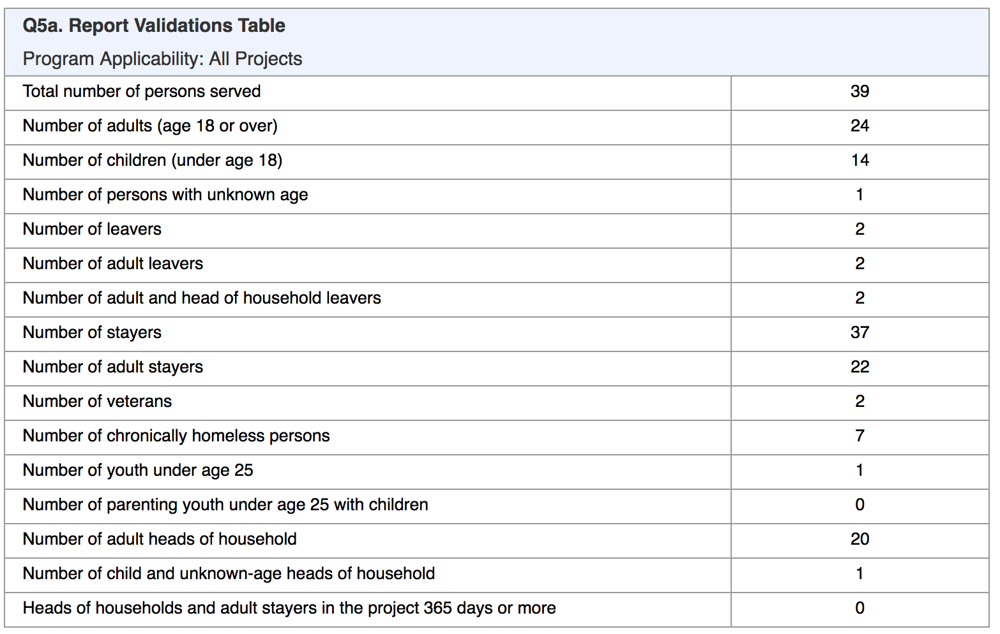 Q5a. Report Validations Table
Program Applicability: All Projects
Total number of persons served 39
Number of adults (age 18 or over) 24
Number of children (under age 18) 14
Number of persons with unknown age 1
Number of leavers 2
Number of adult leavers 2
Number of adult and head of household leavers 2
Number of stayers 37
Number of adult stayers 22
Number of veterans 2
Number of chronically homeless persons 7
Number of youth under age 25 1
Number of parenting youth under age 25 with children 0
Number of adult heads of household 20
Number of child and unknown-age heads of household 1
Heads of households and adult stayers in the project 365 days or more 0